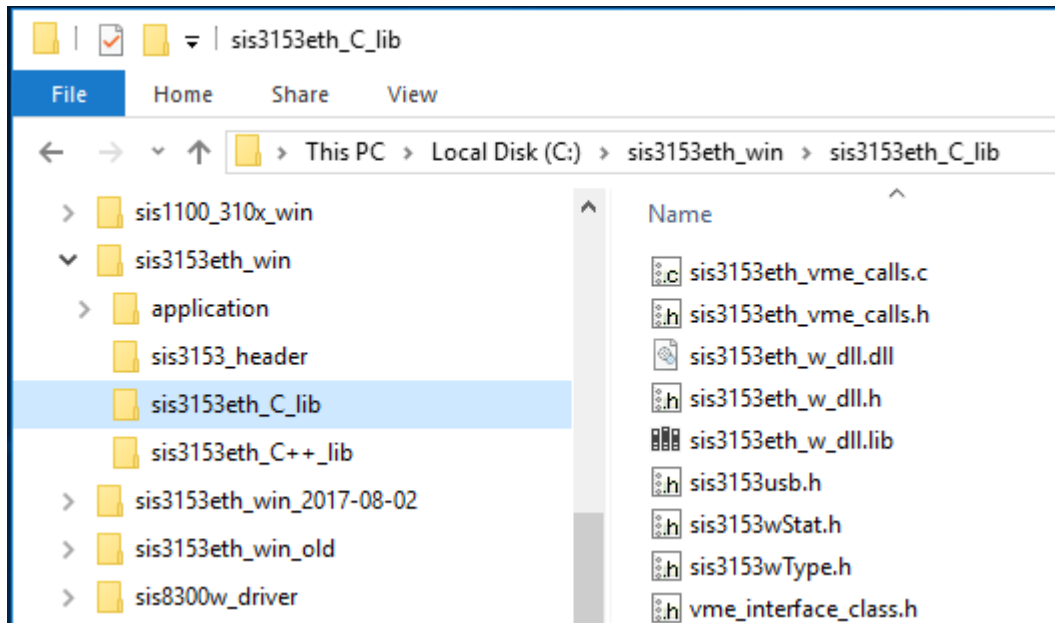 sis3153eth_C_lib
File Home Share View
This PC > Local Disk (C:) > sis3153eth_win > sis3153eth_C_lib
sis1100_310x_win
sis3153eth_win
application
sis3153_header
sis3153eth_C_lib
sis3153eth_C++_lib
sis3153eth_win_2017-08-02
sis3153eth_win_old
sis8300w_driver
Name
.c sis3153eth_vme_calls.c
.h sis3153eth_vme_calls.h
sis3153eth_w_dll.dll
.h sis3153eth_w_dll.h
sis3153eth_w_dll.lib
.h sis3153usb.h
.h sis3153wStat.h
.h sis3153wType.h
.h vme_interface_class.h